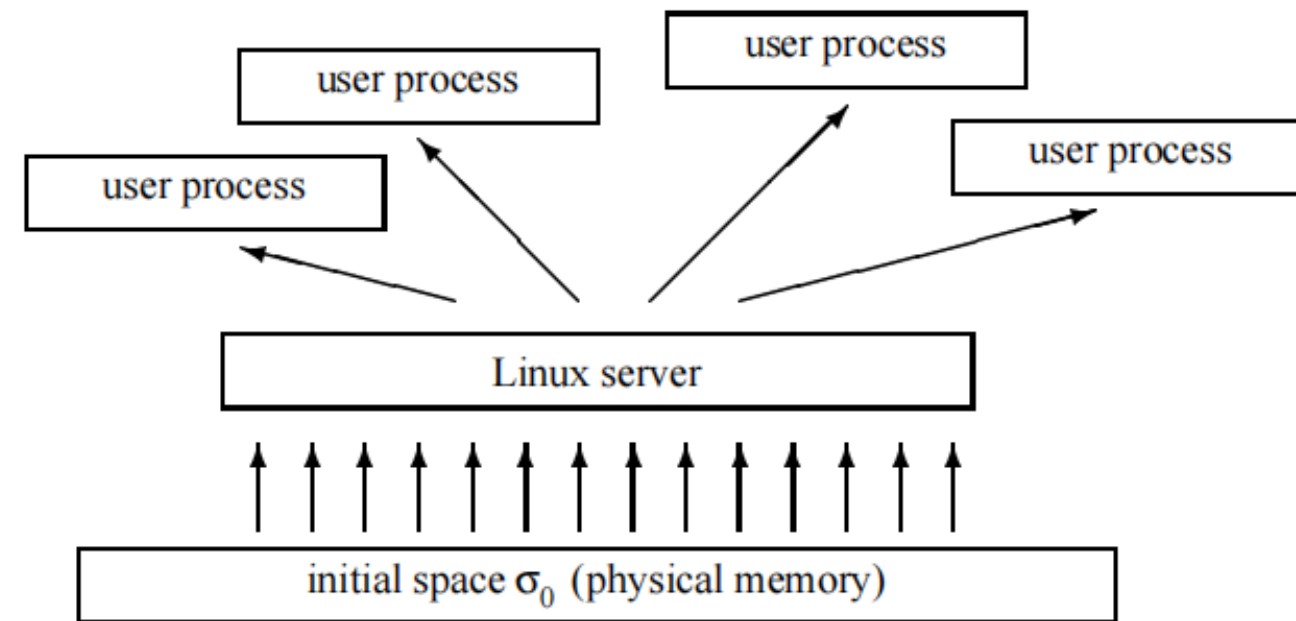 user process
user process
user process
user process
Linux server
initial space σ₀ (physical memory)